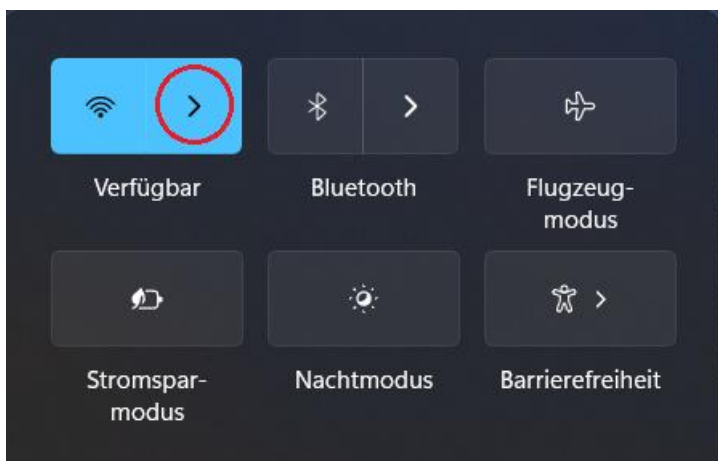 Verfügbar
Bluetooth
Flugzeug-
modus
Stromspar-
modus
Nachtmodus
Barrierefreiheit